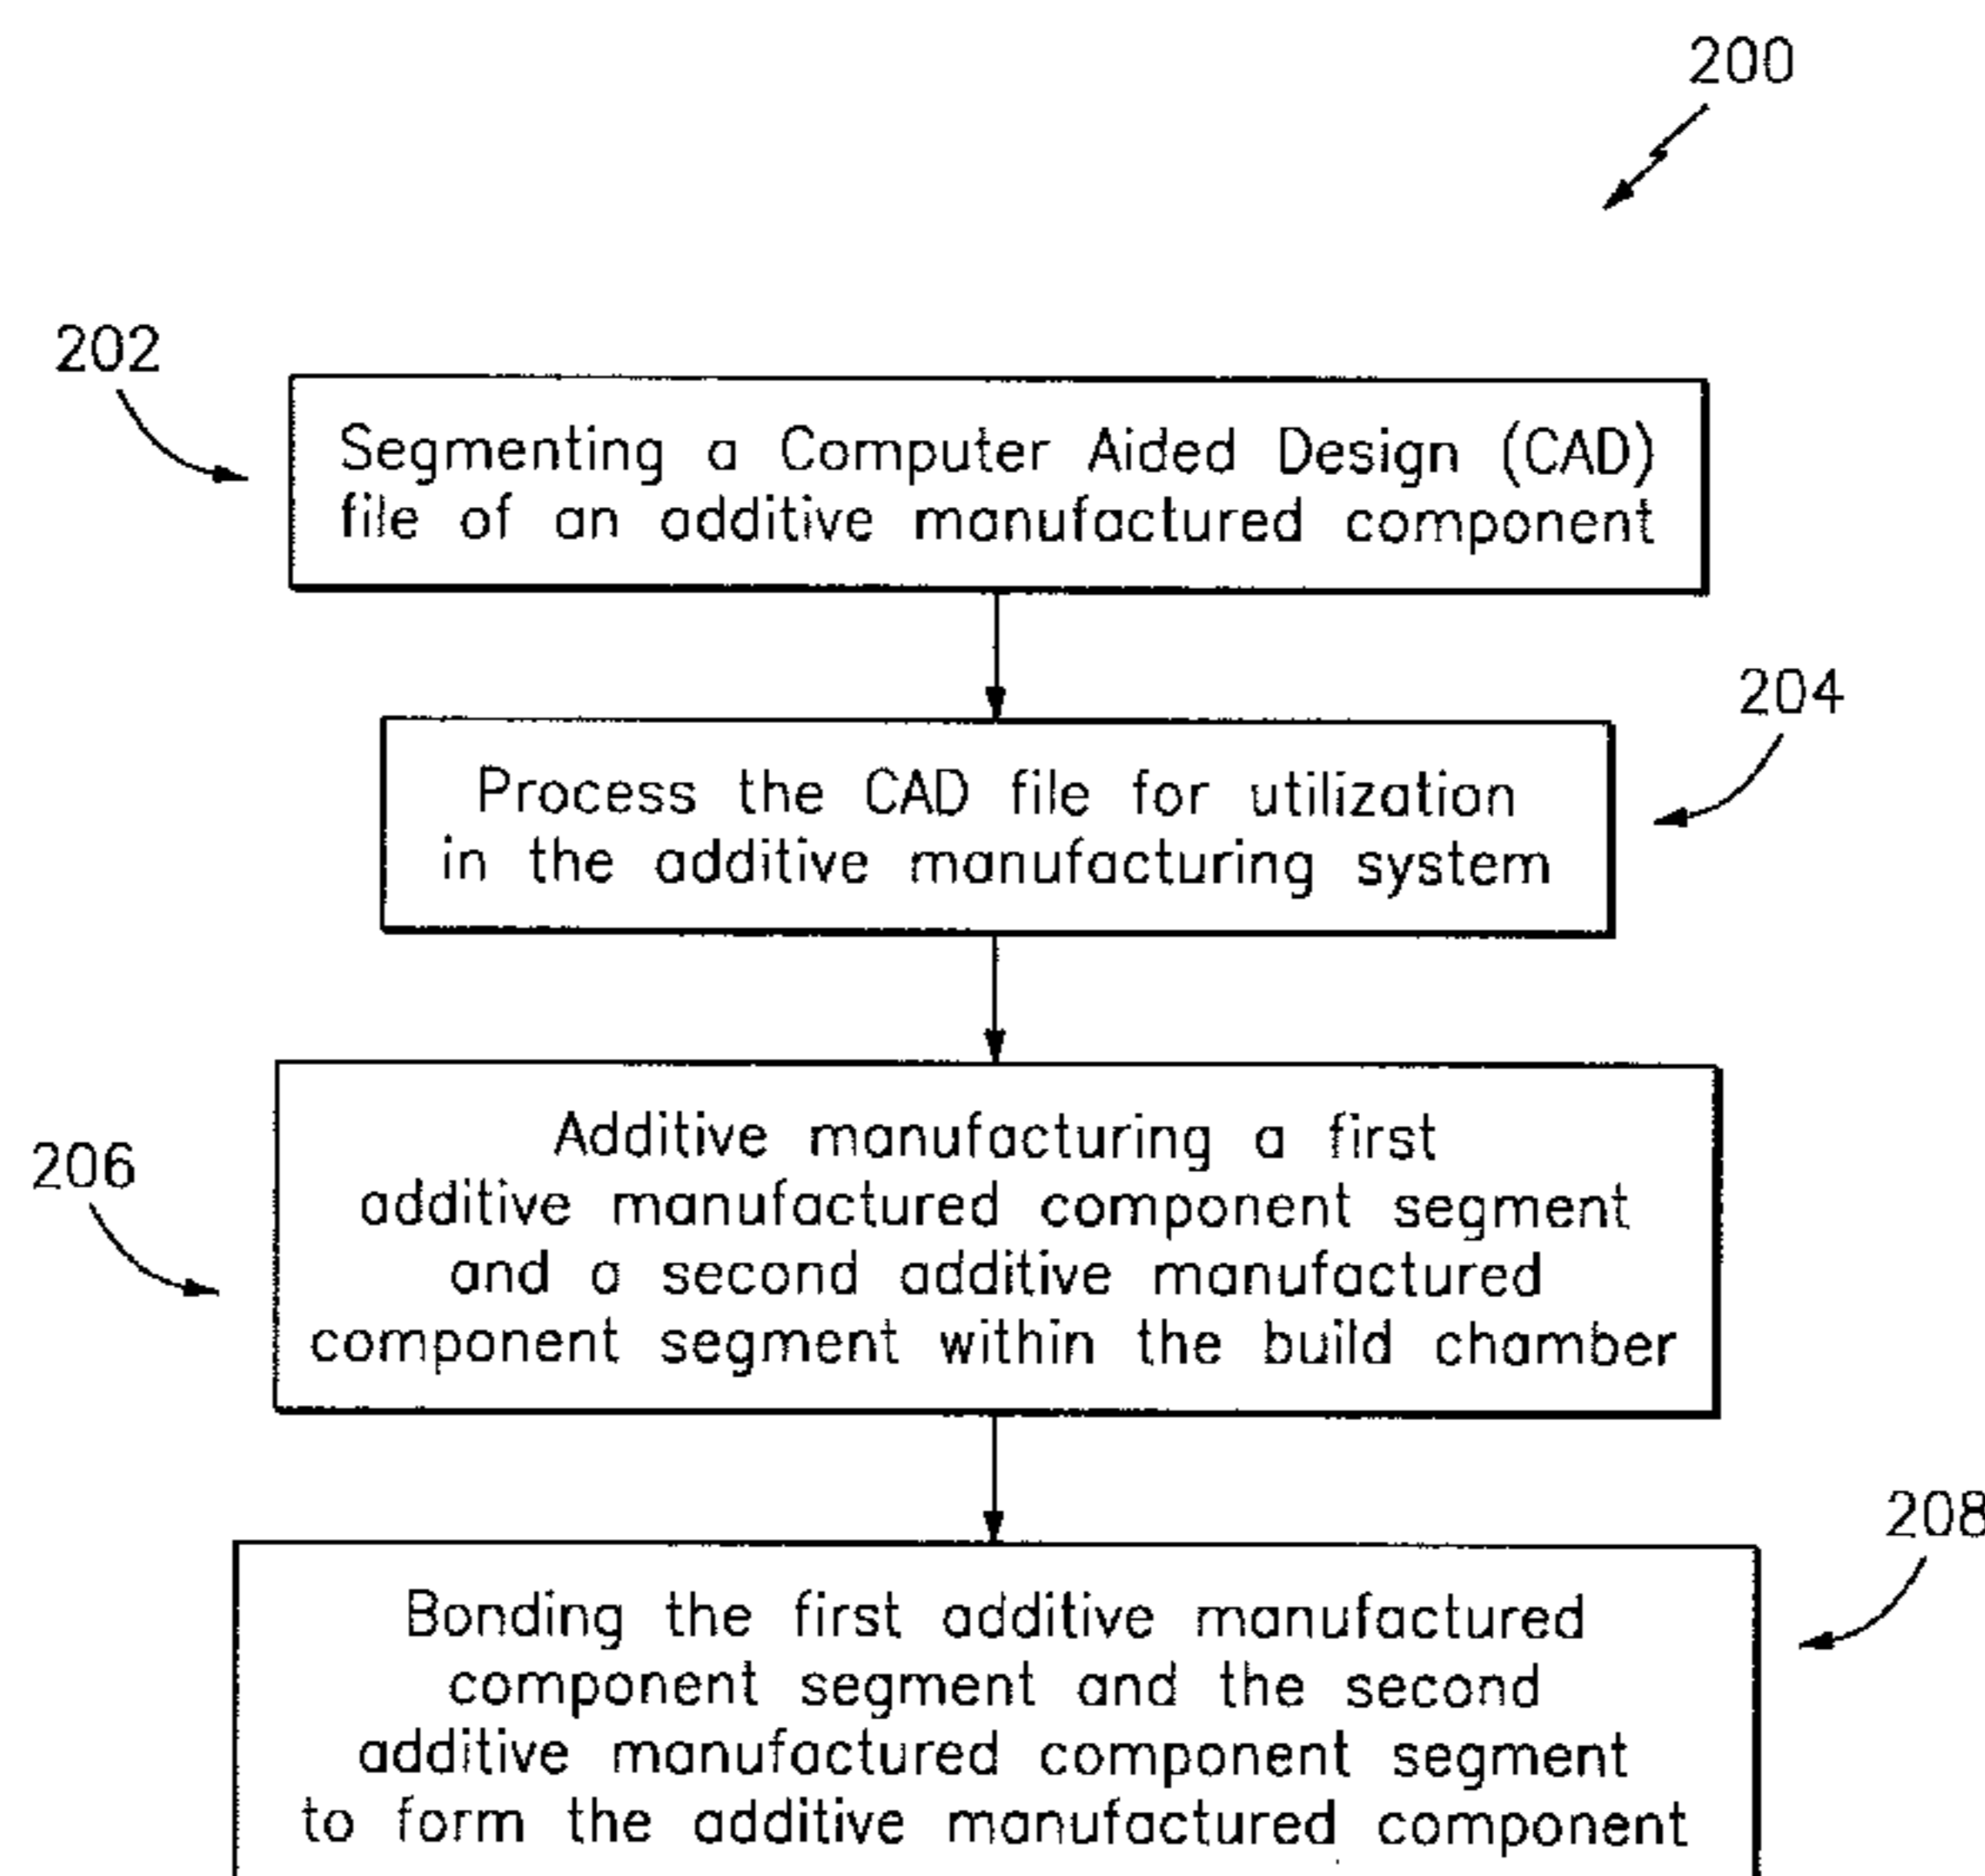 200
202
Segmenting a Computer Aided Design (CAD)
file of an additive manufactured component
204
Process the CAD file for utilization
in the additive manufacturing system
206
Additive manufacturing a first
additive manufactured component segment
and a second additive manufactured
component segment within the build chamber
208
Bonding the first additive manufactured
component segment and the second
additive manufactured component segment
to form the additive manufactured component